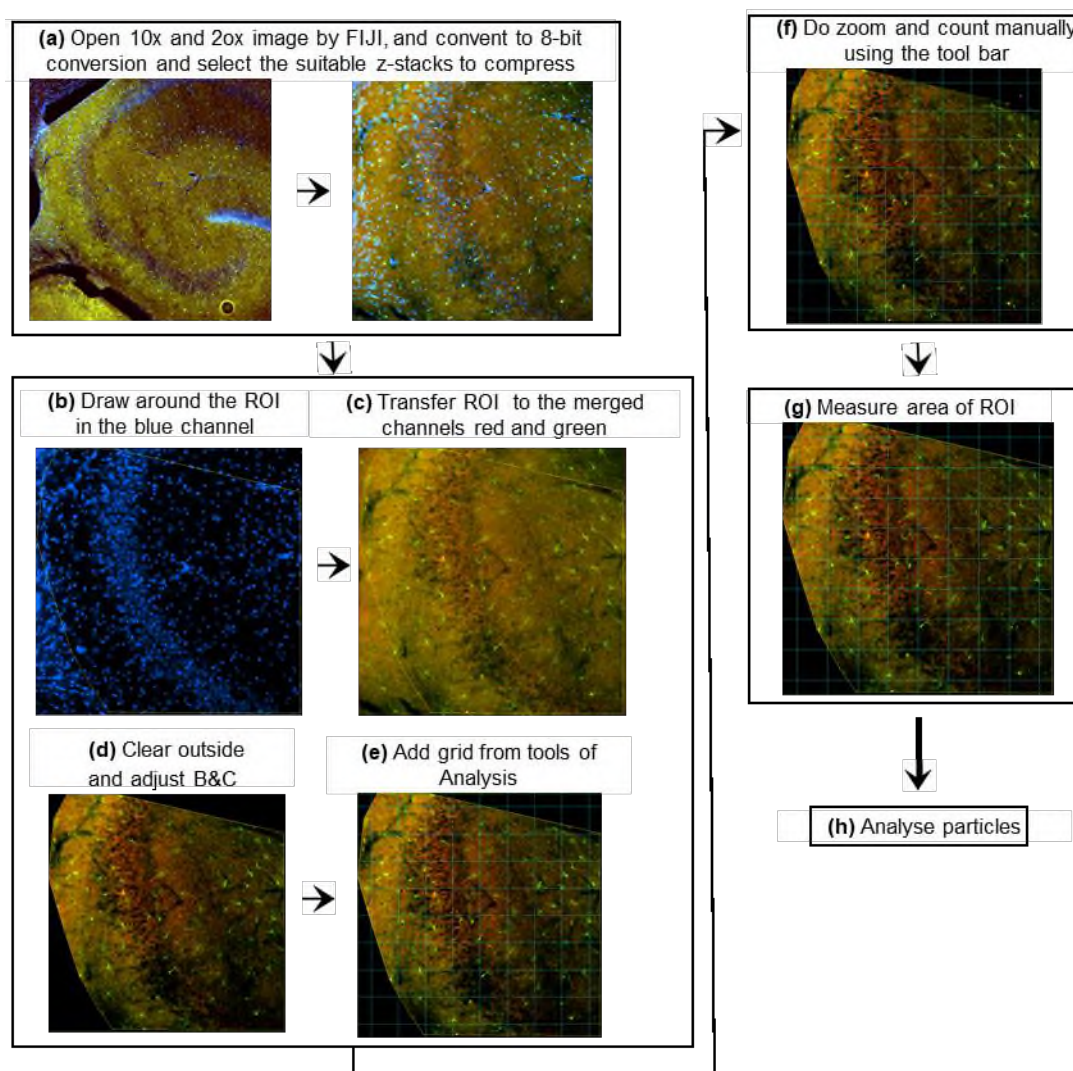 (a) Open 10x and 2ox image by FIJI, and convent to 8-bit
conversion and select the suitable z-stacks to compress
(b) Draw around the ROI
in the blue channel
(c) Transfer ROI to the merged
channels red and green
(d) Clear outside
and adjust B&C
(e) Add grid from tools of
Analysis
(f) Do zoom and count manually
using the tool bar
(g) Measure area of ROI
(h) Analyse particles